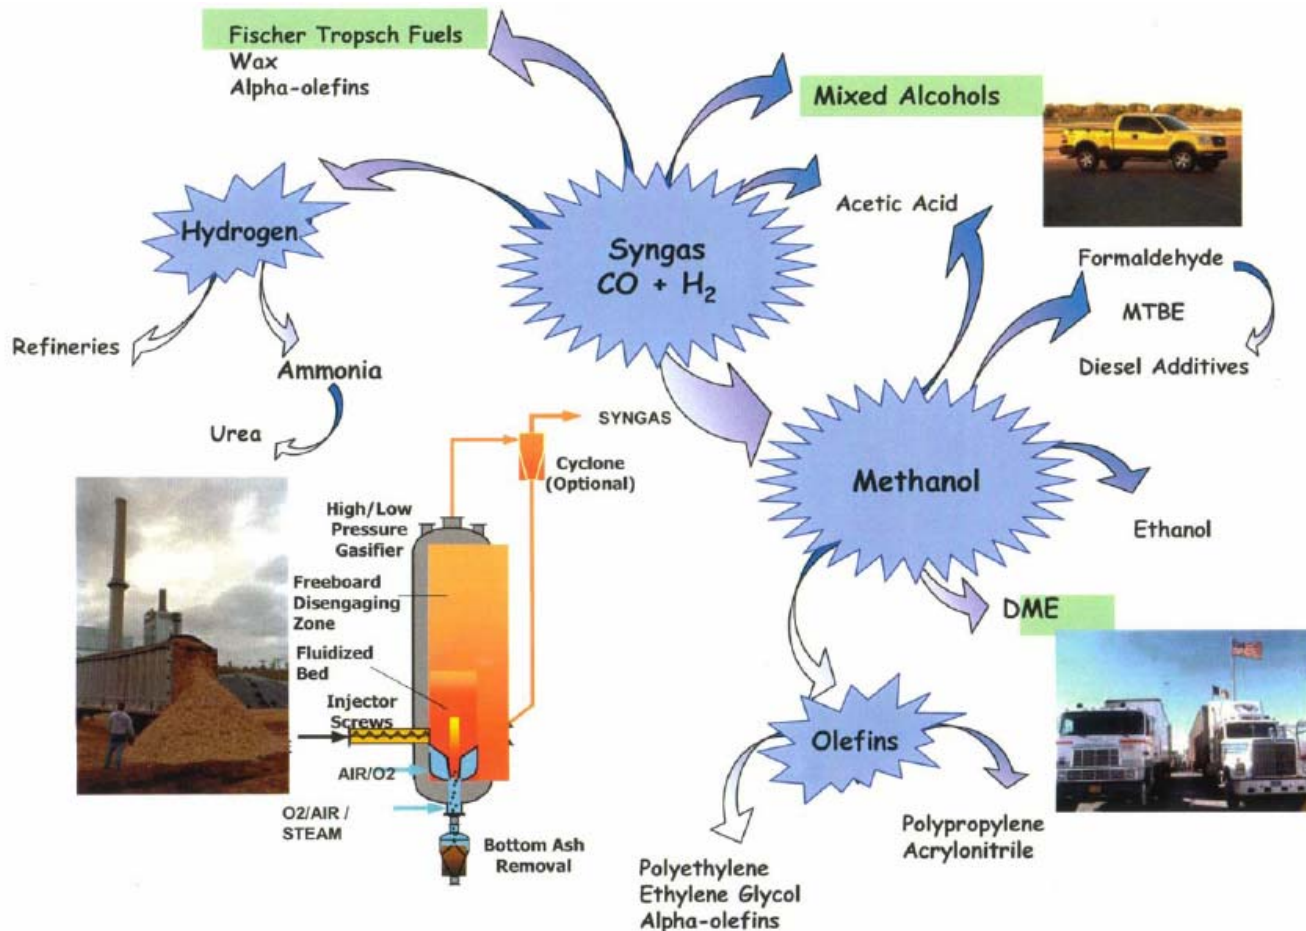 Fischer Tropsch Fuels
Wax
Alpha-olefins
Mixed Alcohols
Acetic Acid
Hydrogen
Syngas
CO + H₂
Formaldehyde
MTBE
Diesel Additives
Refineries
Ammonia
Urea
SYNGAS
Cyclone
(Optional)
Methanol
High/Low
Pressure
Gasifier
Ethanol
Freeboard
Disengaging
Zone
DME
Fluidized
Bed
Injector
Screws
Olefins
AIR/O2
O2/AIR /
STEAM
Bottom Ash
Removal
Polypropylene
Acrylonitrile
Polyethylene
Ethylene Glycol
Alpha-olefins